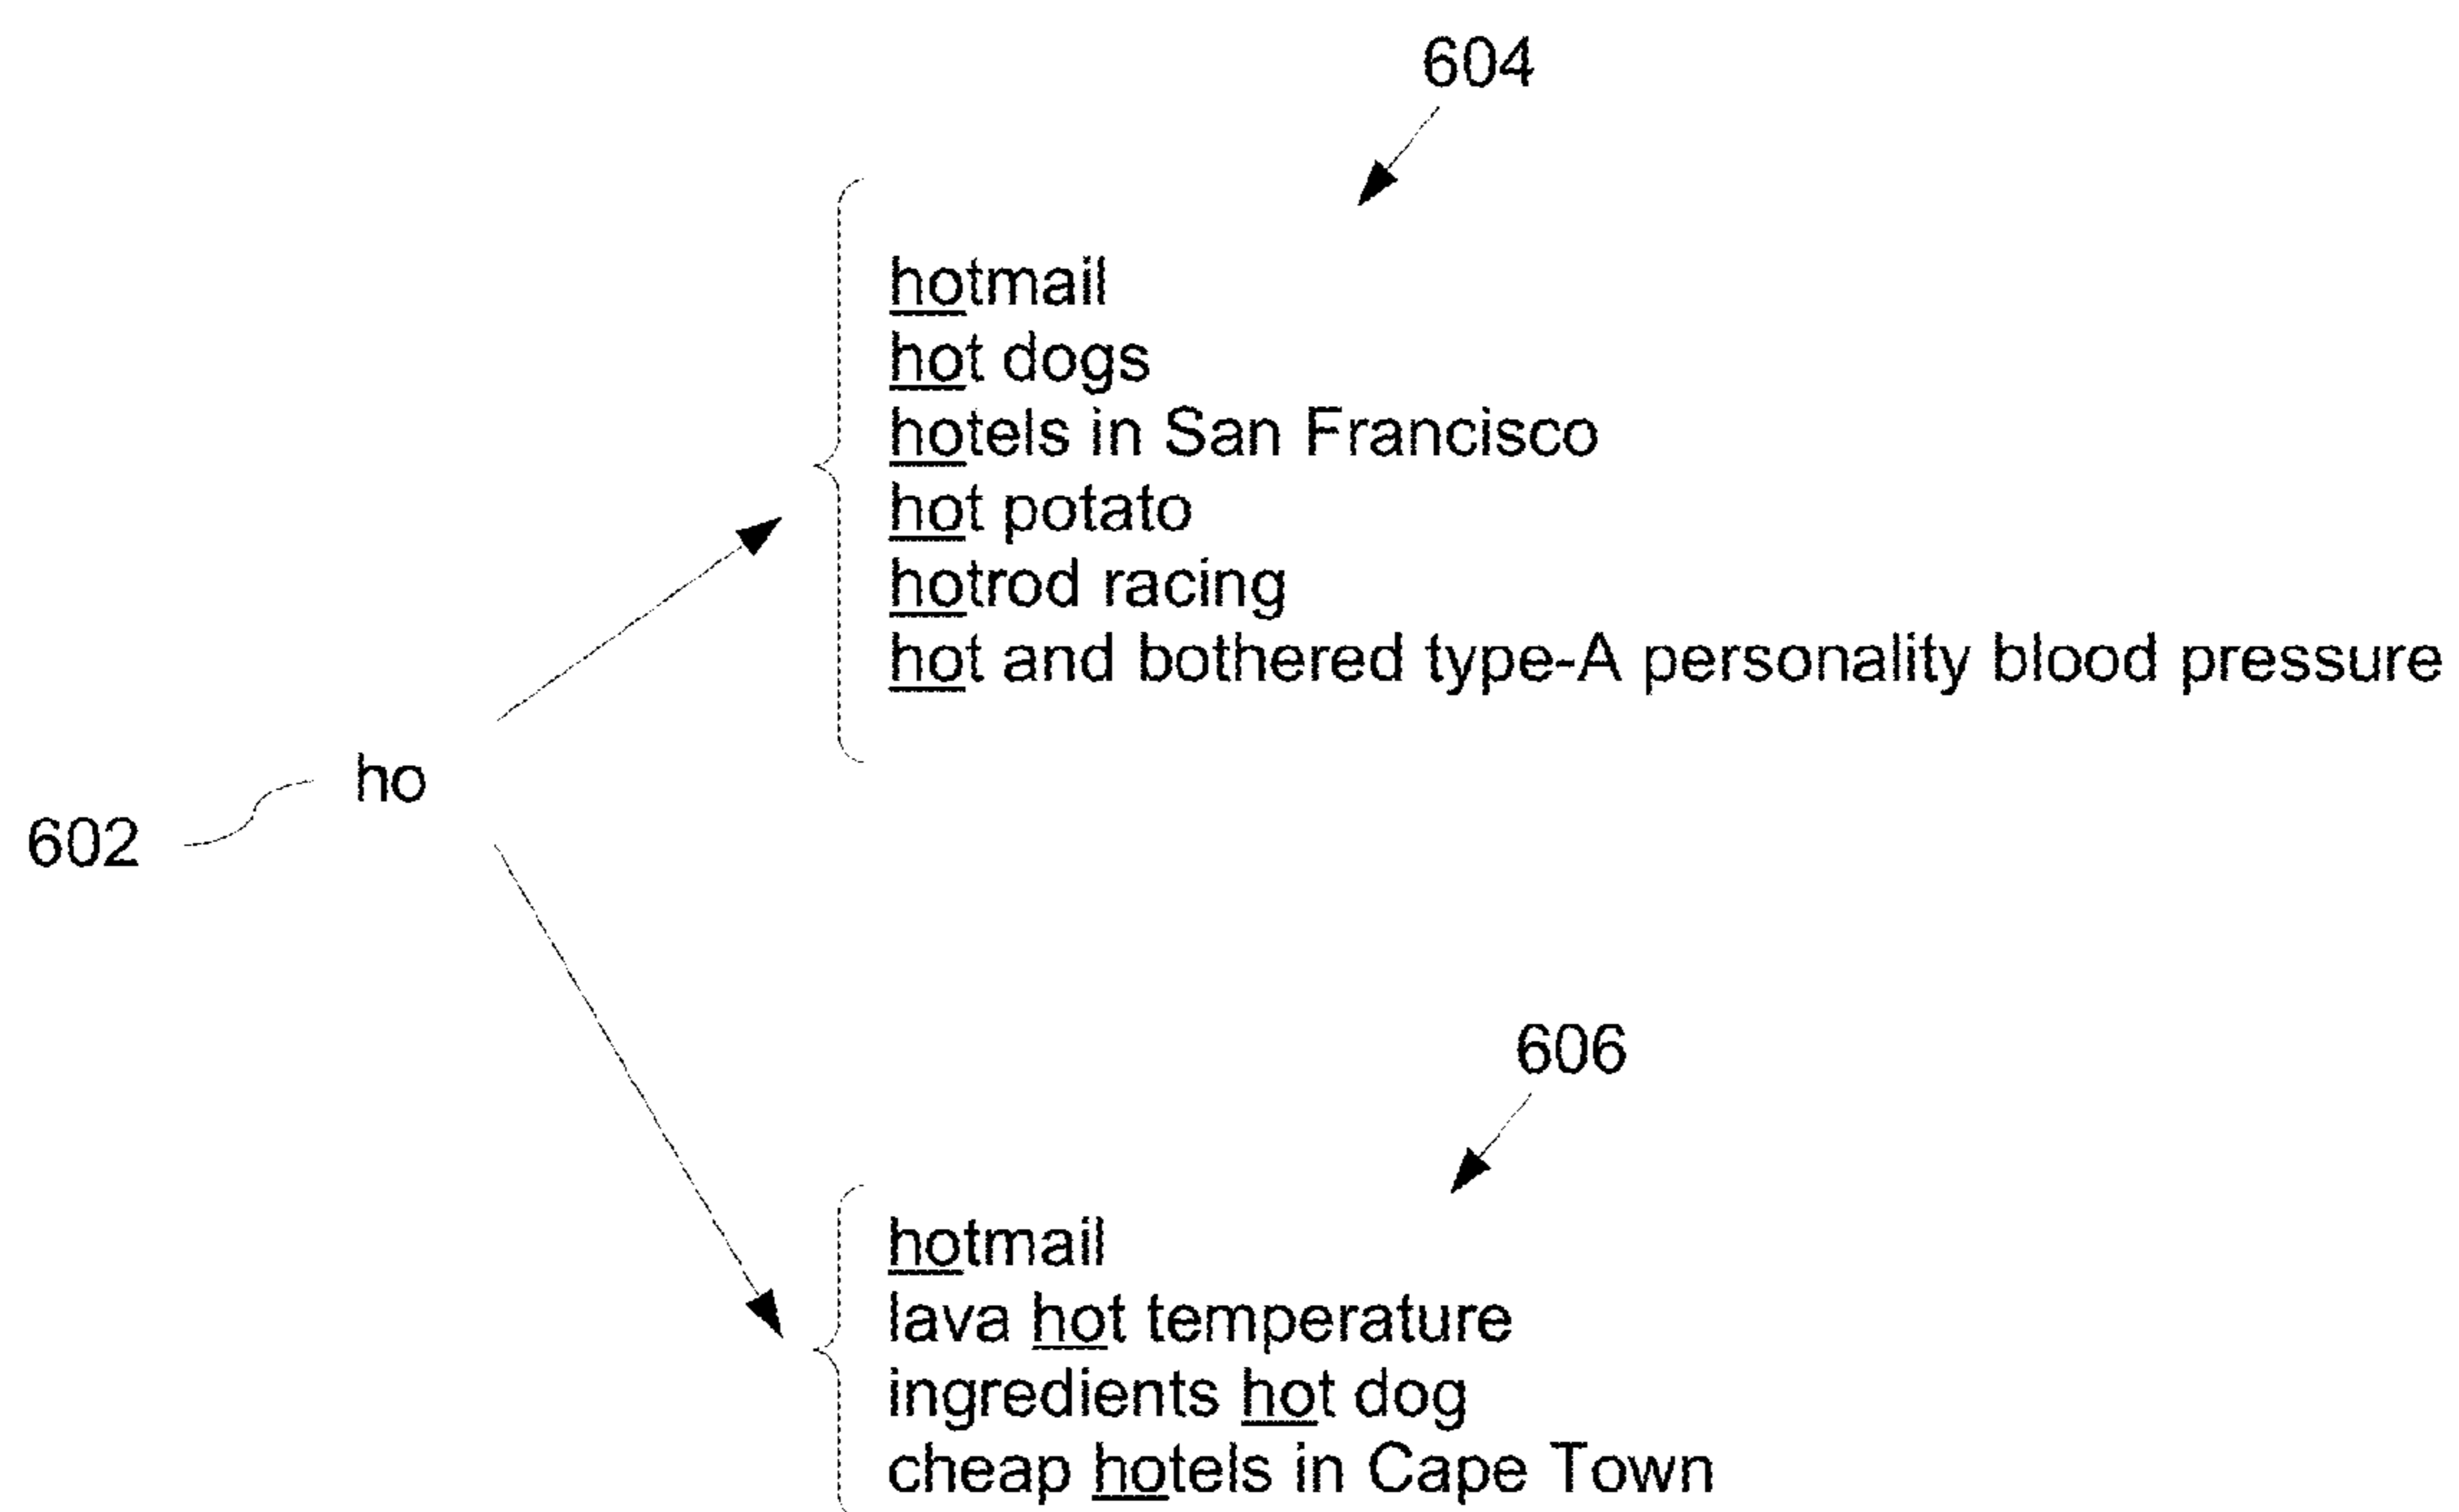 604
hotmail
hot dogs
hotels in San Francisco
hot potato
hotrod racing
hot and bothered type-A personality blood pressure
ho
602
606
hotmail
lava hot temperature
ingredients hot dog
cheap hotels in Cape Town